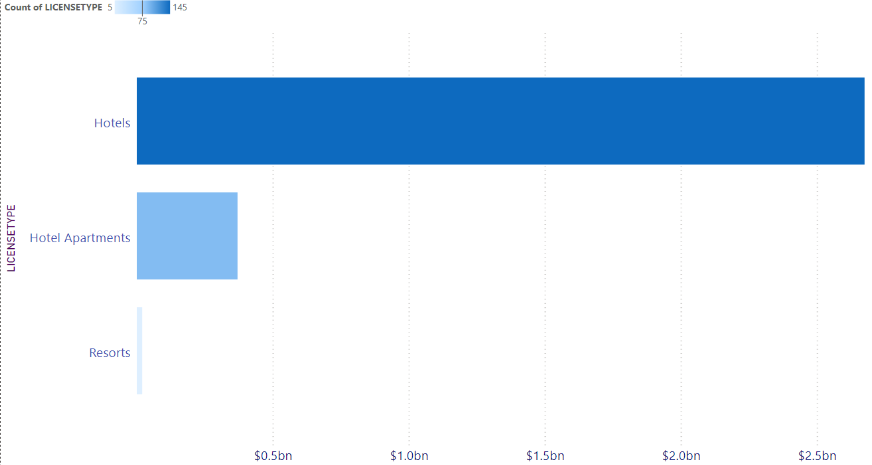 Count of LICENSETYPE 5 145
75
LICENSETYPE
Hotels
Hotel Apartments
Resorts
$0.5bn $1.0bn $1.5bn $2.0bn $2.5bn